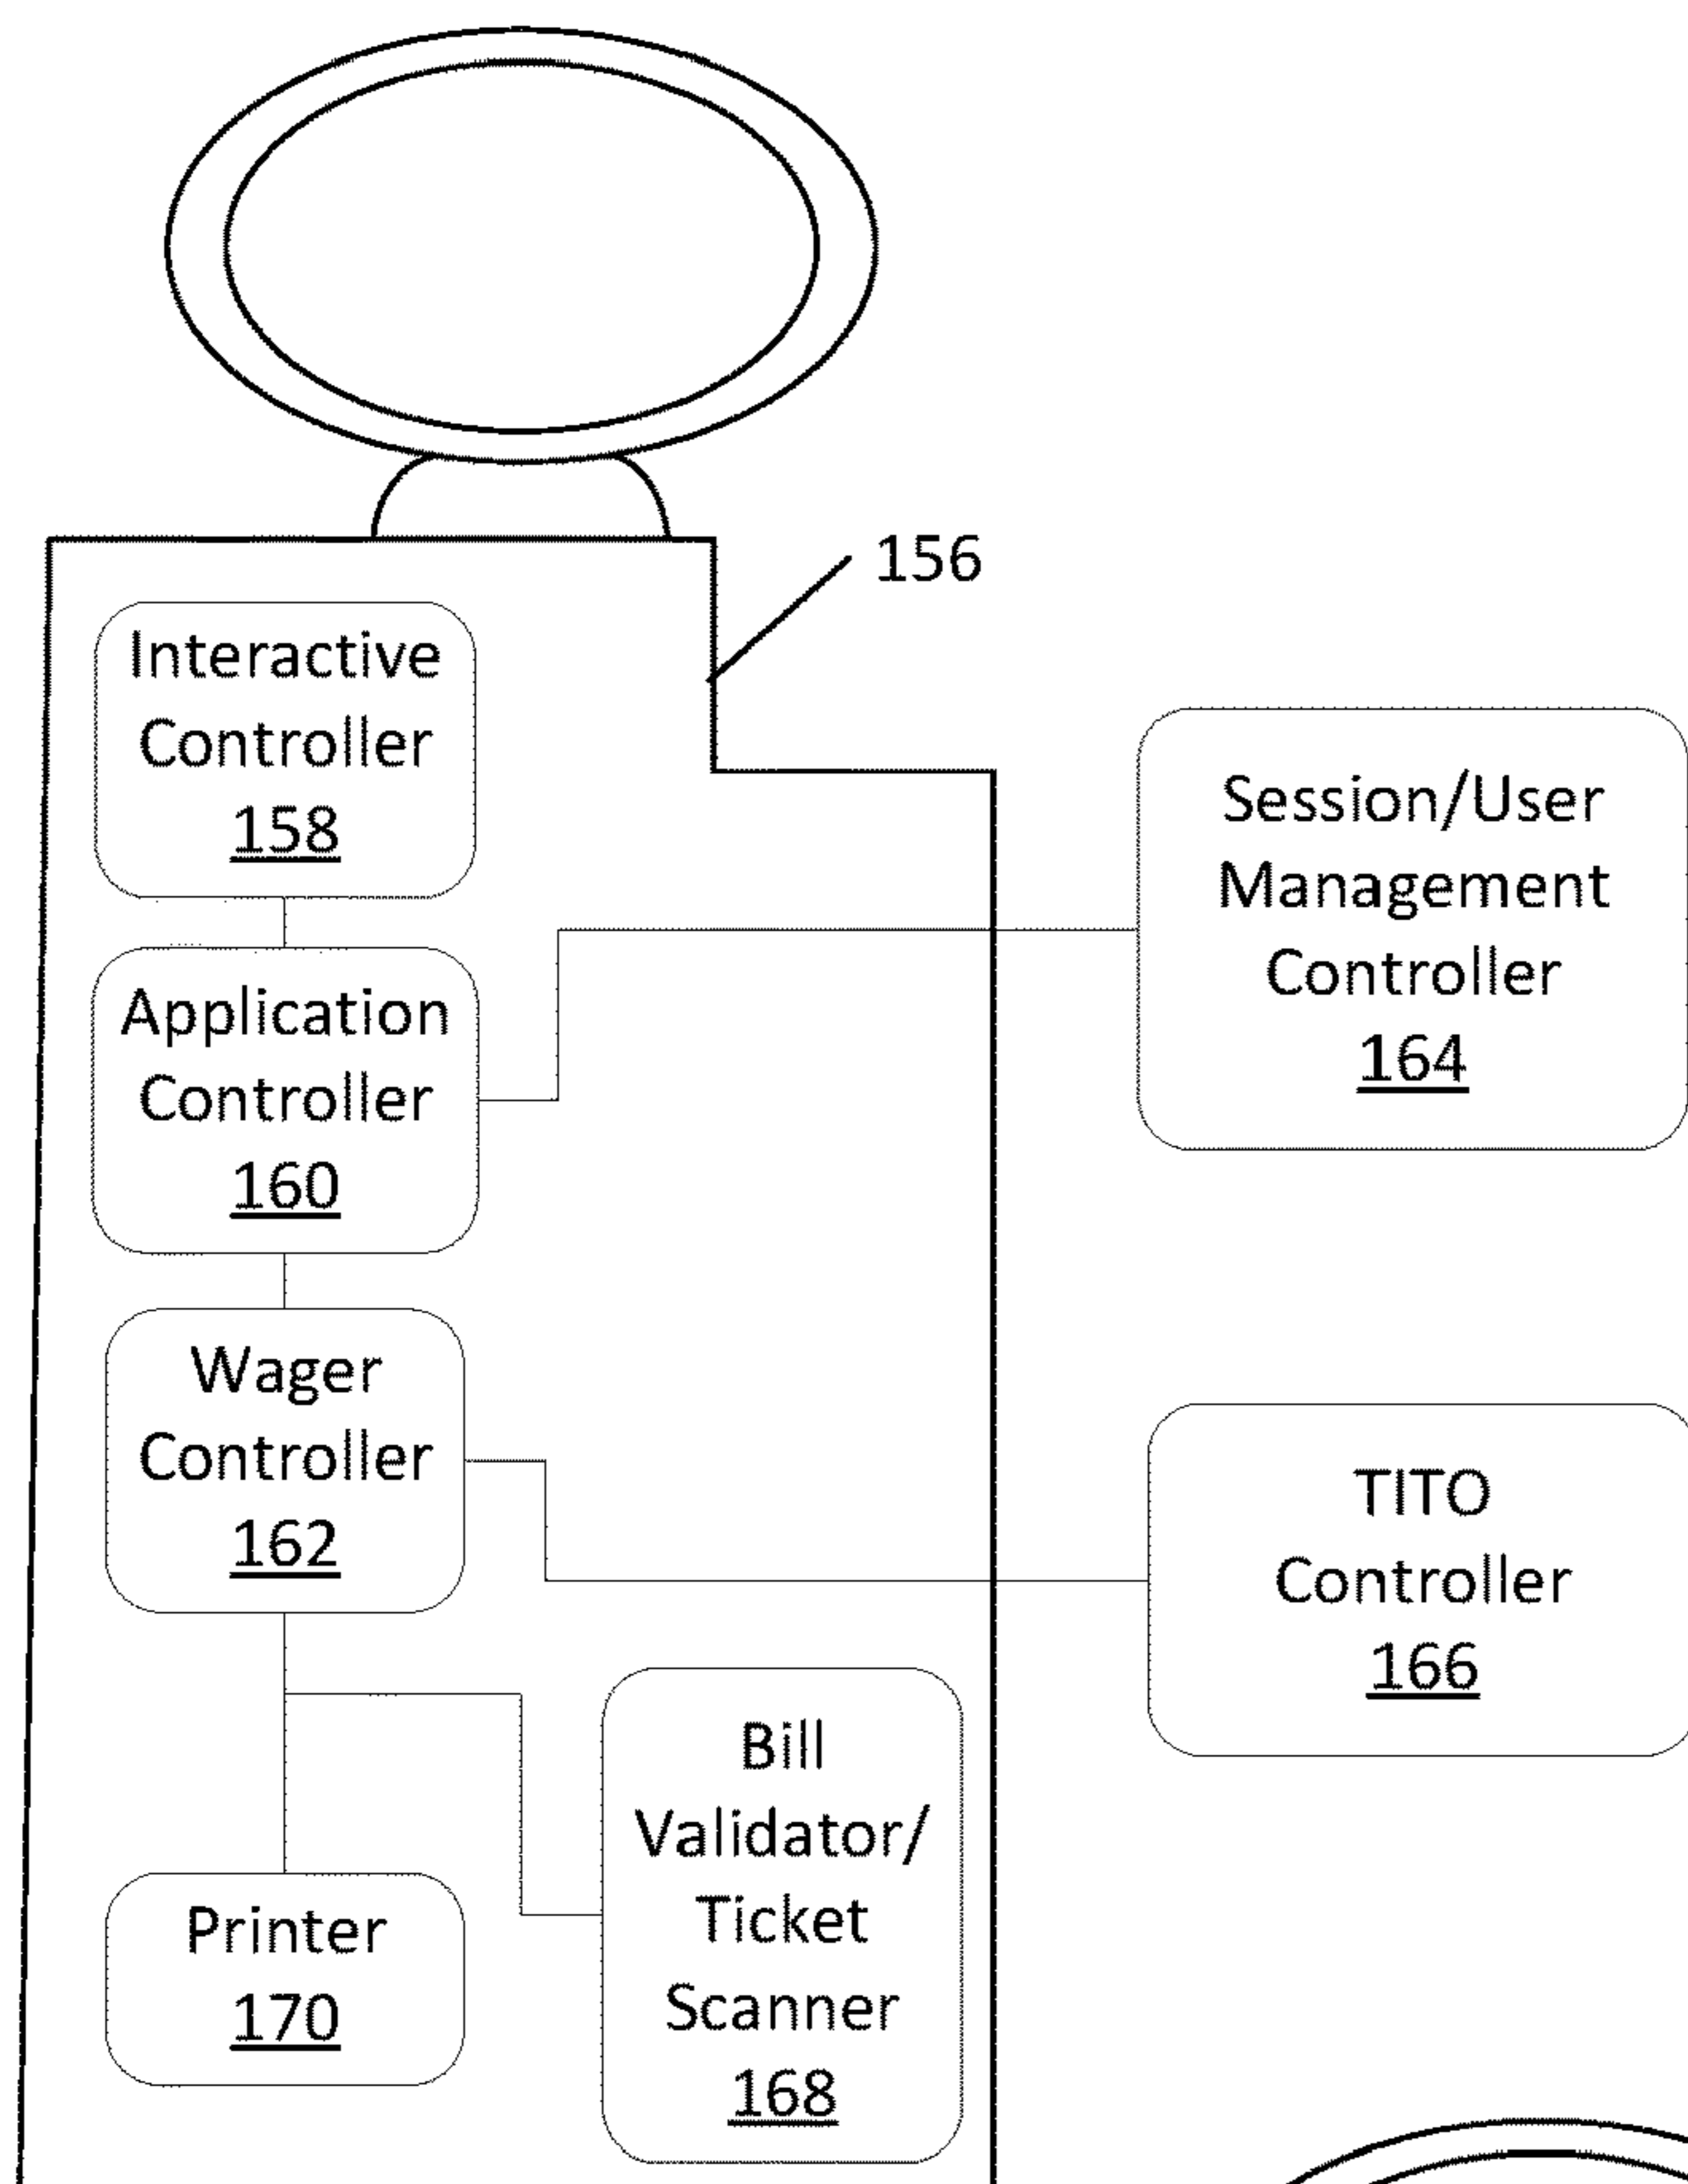 156
Interactive
Controller
158
Session/User
Management
Controller
164
Application
Controller
160
Wager
Controller
162
TITO
Controller
166
Bill
Validator/
Ticket
Scanner
168
Printer
170